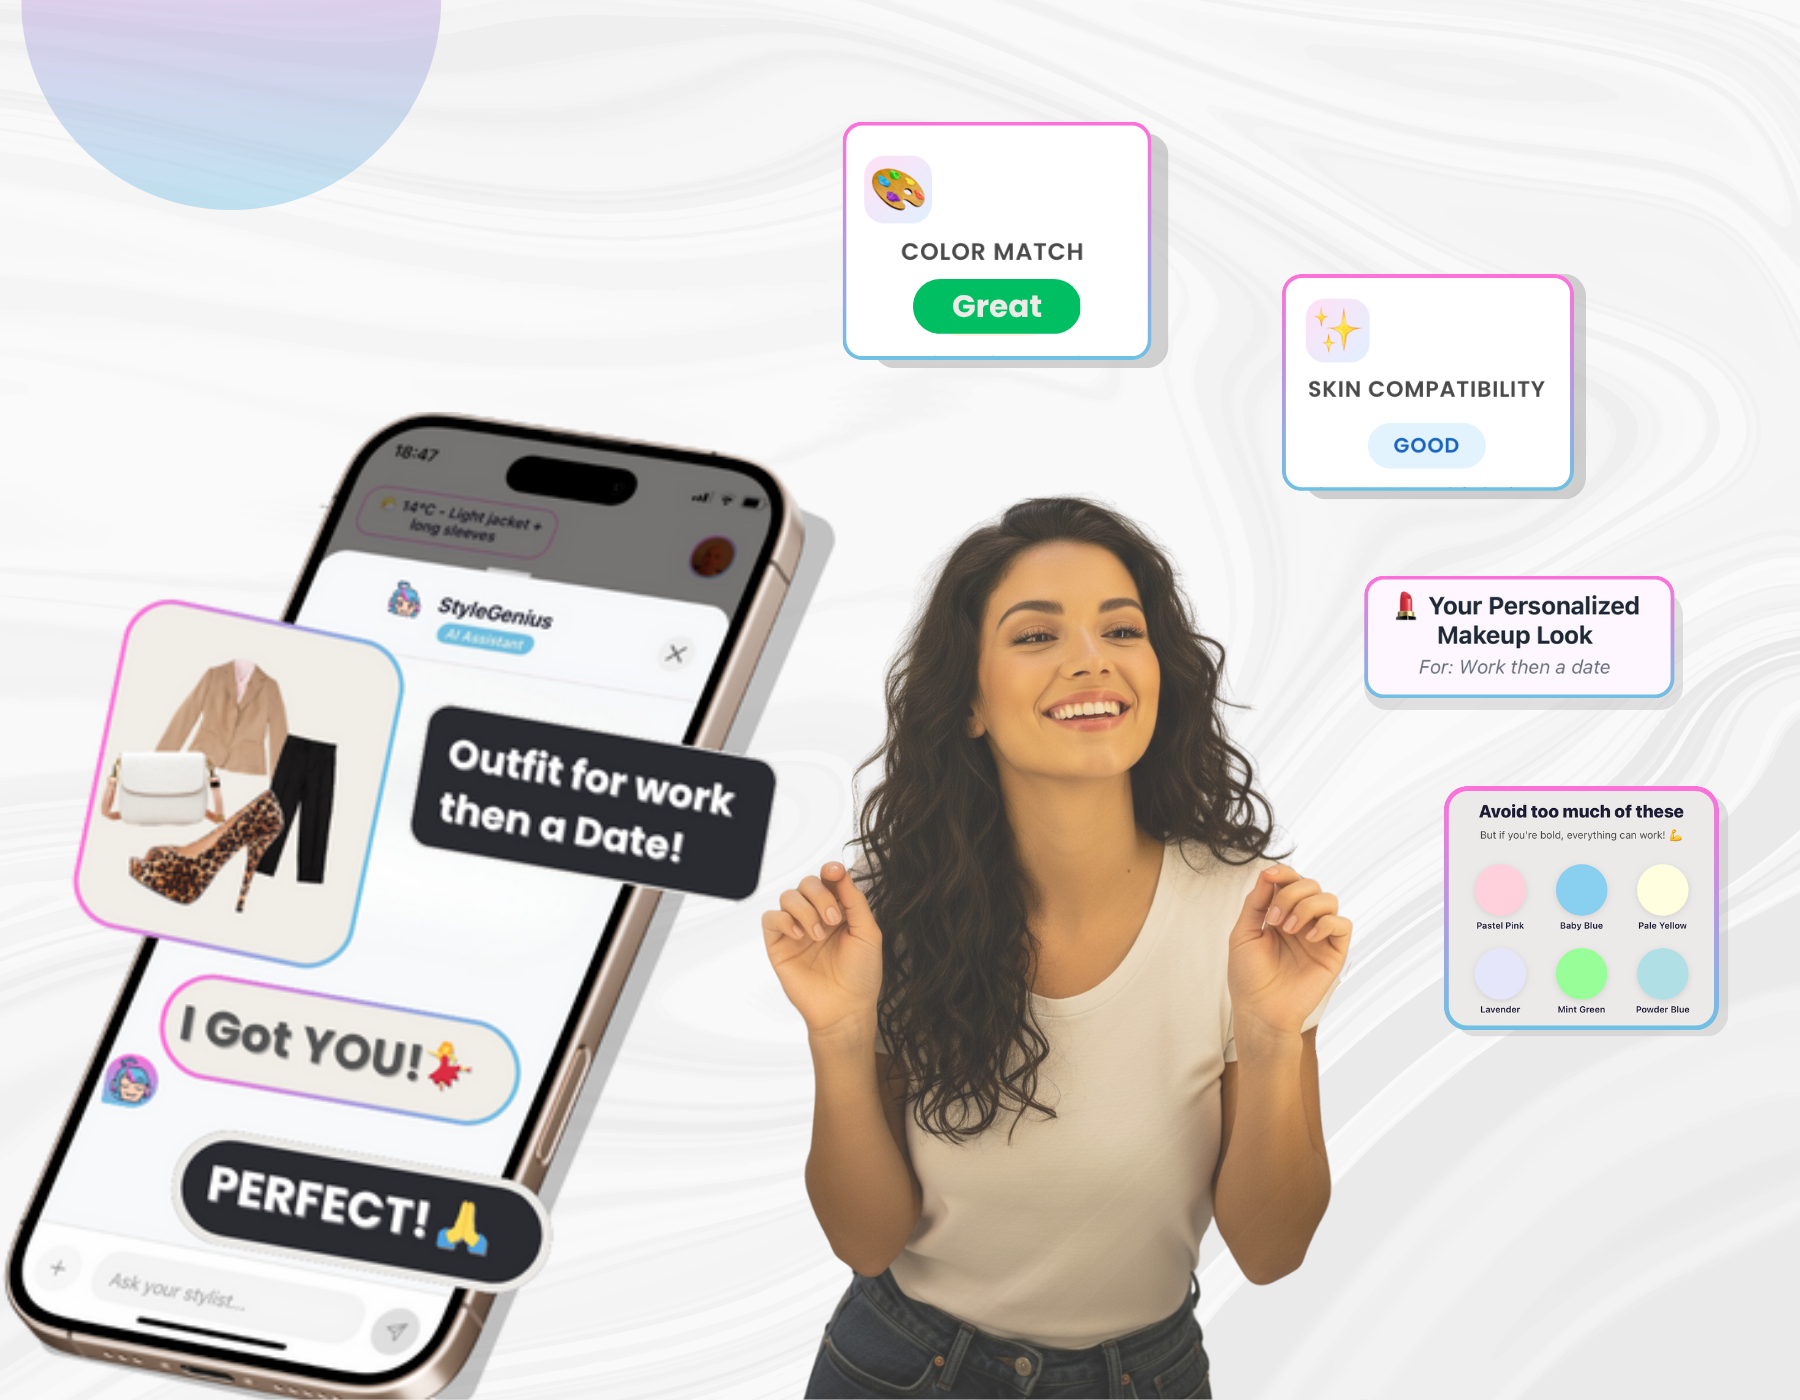 COLOR MATCH
Great
SKIN COMPATIBILITY
GOOD
18:47
14°C - Light jacket +
long sleeves
StyleGenius
AI Assistant
Outfit for work
then a Date!
I Got YOU!
PERFECT!
Ask your stylist...
Your Personalized
Makeup Look
For: Work then a date
Avoid too much of these
But if you're bold, everything can work!
Pastel Pink
Baby Blue
Pale Yellow
Lavender
Mint Green
Powder Blue